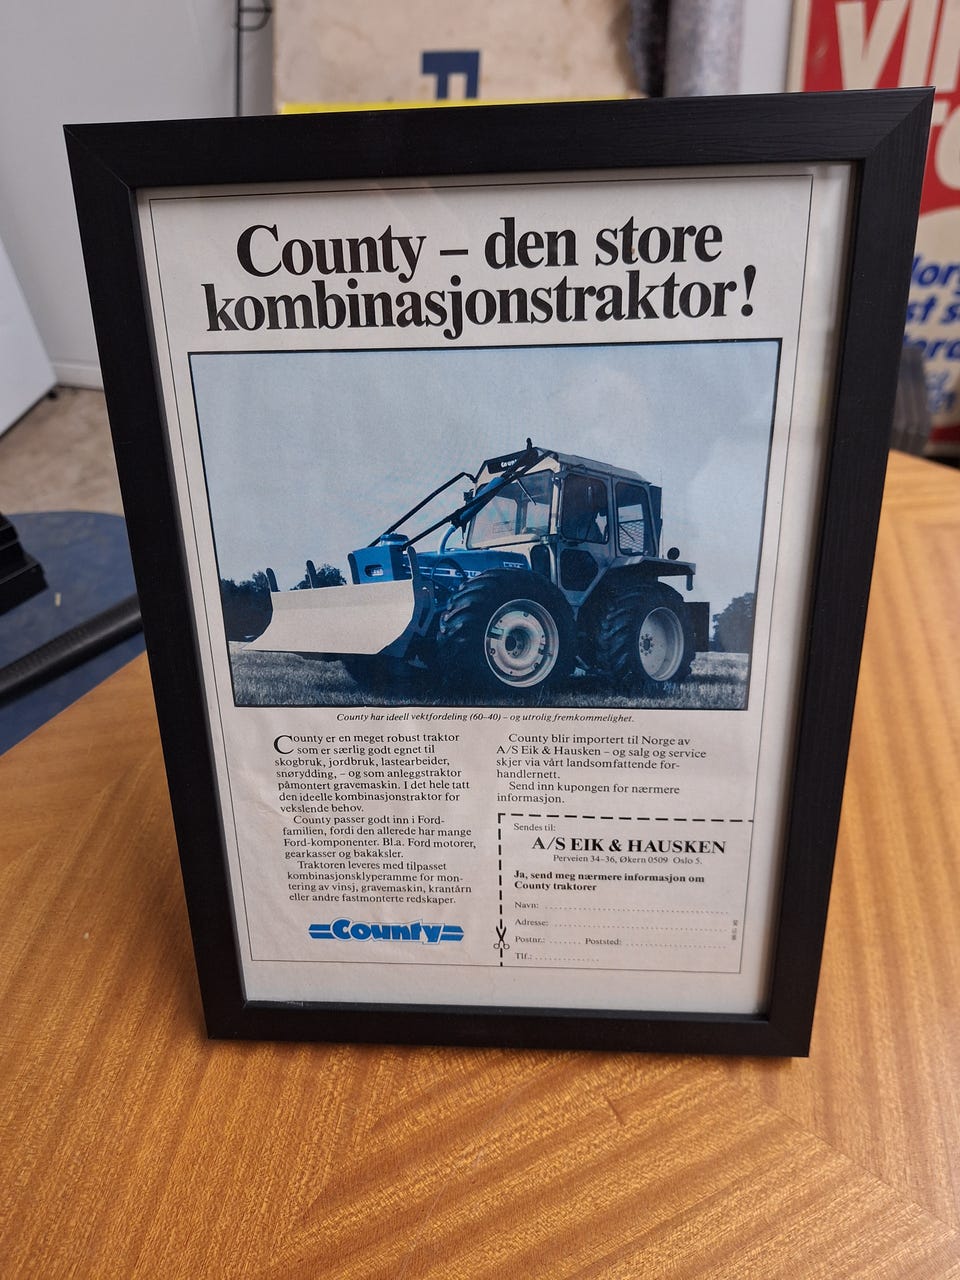 County – den store
kombinasjonstraktor!
County har ideell vektfordeling (60–40) – og utrolig fremkommelighet.
County er en meget robust traktor
som er særlig godt egnet til
skogbruk, jordbruk, lastearbeider,
snørydding, – og som anleggstraktor
påmontert gravemaskin. I det hele tatt
den ideelle kombinasjonstraktor for
vekslende behov.
County passer godt inn i Ford-
familien, fordi den allerede har mange
Ford-komponenter. Bl.a. Ford motorer,
gearkasser og bakaksler.
Traktoren leveres med tilpasset
kombinasjonsklyperamme for mon-
tering av vinsj, gravemaskin, krantårn
eller andre fastmonterte redskaper.
County
County blir importert til Norge av
A/S Eik & Hausken – og salg og service
skjer via vårt landsomfattende for-
handlernett.
Send inn kupongen for nærmere
informasjon.
Sendes til:
A/S EIK & HAUSKEN
Perveien 34–36, Økern 0509 Oslo 5.
Ja, send meg nærmere informasjon om
County traktorer
Navn:
Adresse:
Postnr.: Poststed:
Tlf.: